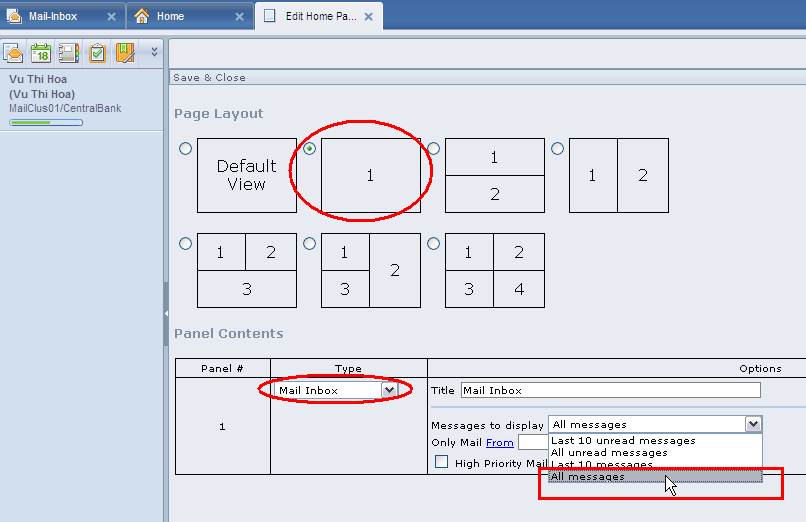 Mail-Inbox
Home
Edit Home Pa...
18
Vu Thi Hoa
(Vu Thi Hoa)
MailClus01/CentralBank
Save & Close
Page Layout
Default
View
1
1
2
1 2
1 2
3
1
2
3
1 2
3 4
Panel Contents
Panel # Type Options
1
Mail Inbox
Title Mail Inbox
Messages to display All messages
Only Mail From
High Priority Mail
Last 10 unread messages
All unread messages
Last 10 messages
All messages